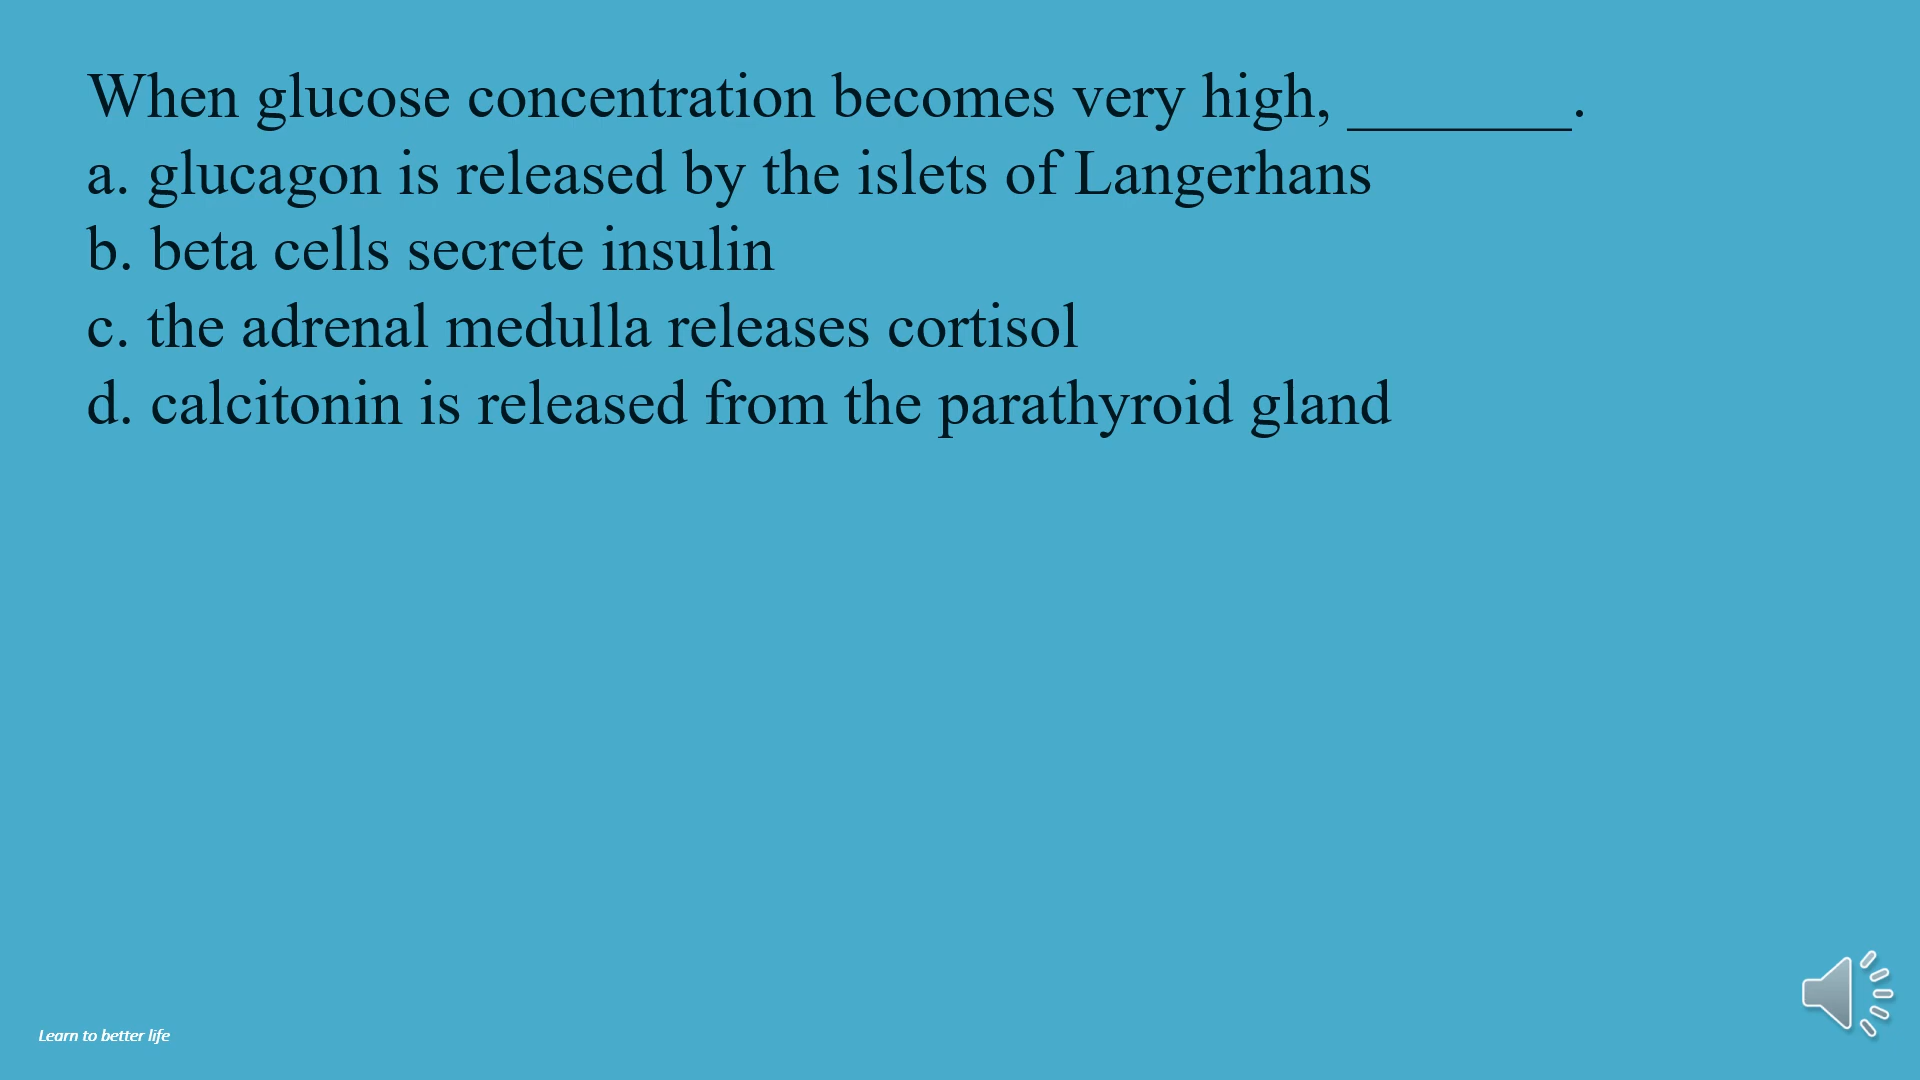 When glucose concentration becomes very high, _______.
a. glucagon is released by the islets of Langerhans
b. beta cells secrete insulin
c. the adrenal medulla releases cortisol
d. calcitonin is released from the parathyroid gland
Learn to better life